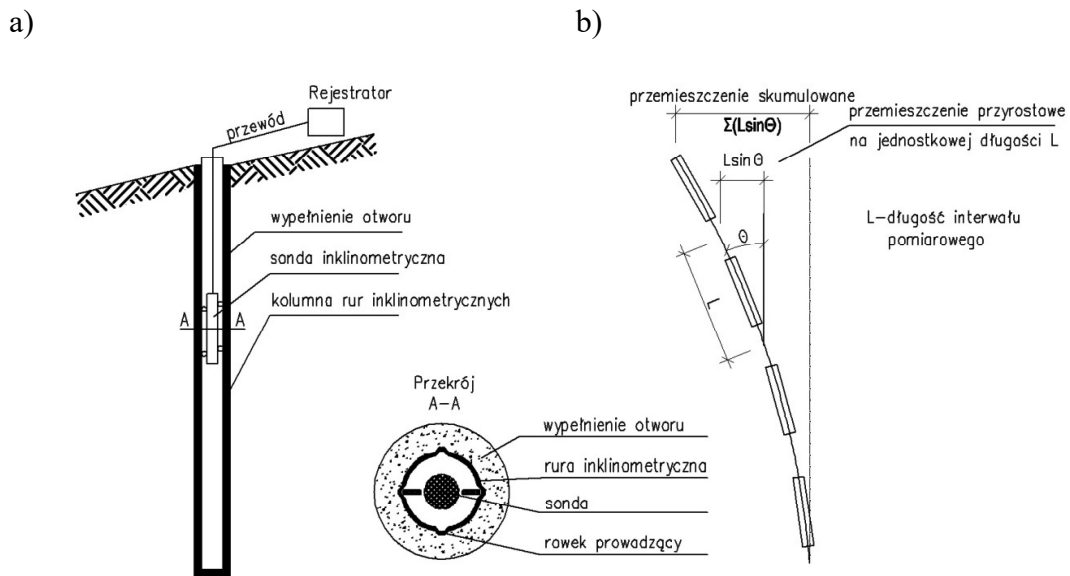 a)
Rejestrator
przewód
wypełnienie otworu
sonda inklinometryczna
kolumna rur inklinometrycznych
A A
Przekrój
A-A
wypełnienie otworu
rura inklinometryczna
sonda
rowek prowadzący
b)
przemieszczenie skumulowane
Σ(LsinΘ)
przemieszczenie przyrostowe
na jednostkowej długości L
Lsin Θ
Θ
L
L-długość interwału
pomiarowego